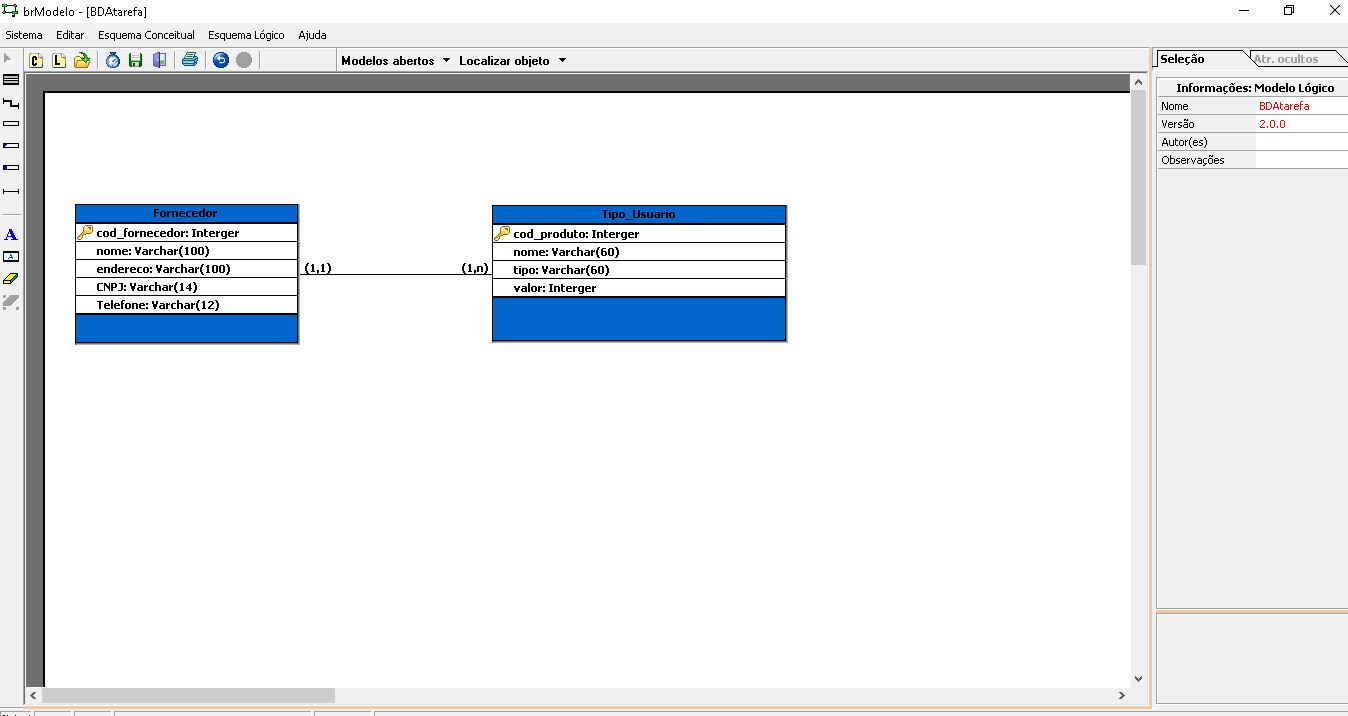 brModelo - [BDAtarefa]
Sistema Editar Esquema Conceitual Esquema Lógico Ajuda
C L Modelos abertos Localizar objeto
Seleção Atr. ocultos
Informações: Modelo Lógico
Nome BDAtarefa
Versão 2.0.0
Autor(es)
Observações
A
A
Fornecedor
cod_fornecedor: Interger
nome: Varchar(100)
endereco: Varchar(100)
CNPJ: Varchar(14)
Telefone: Varchar(12)
(1,1) (1,n)
Tipo_Usuario
cod_produto: Interger
nome: Varchar(60)
tipo: Varchar(60)
valor: Interger